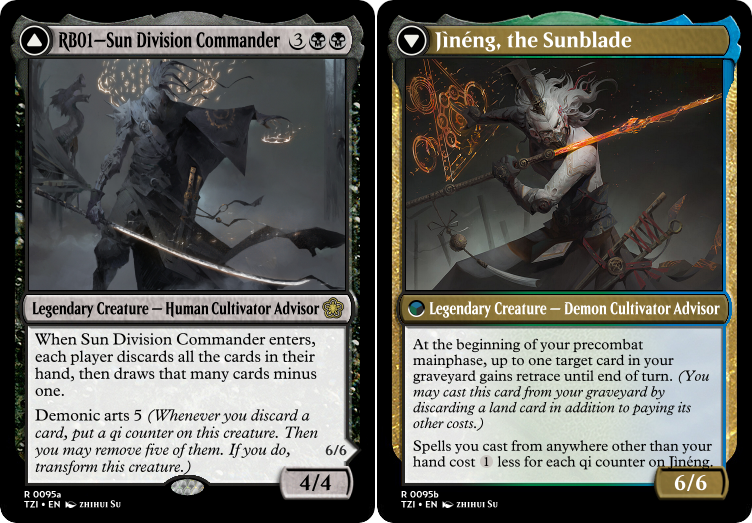 RB01—Sun Division Commander 3
Legendary Creature — Human Cultivator Advisor
When Sun Division Commander enters,
each player discards all the cards in their
hand, then draws that many cards minus
one.
Demonic arts 5 (Whenever you discard a
card, put a qi counter on this creature. Then
you may remove five of them. If you do,
transform this creature.)
6/6
4/4
R 0095a
TZI • EN ZHIHUI SU
Jìnéng, the Sunblade
Legendary Creature — Demon Cultivator Advisor
At the beginning of your precombat
mainphase, up to one target card in your
graveyard gains retrace until end of turn. (You
may cast this card from your graveyard by
discarding a land card in addition to paying its
other costs.)
Spells you cast from anywhere other than your
hand cost 1 less for each qi counter on Jìnéng.
6/6
R 0095b
TZI • EN ZHIHUI SU